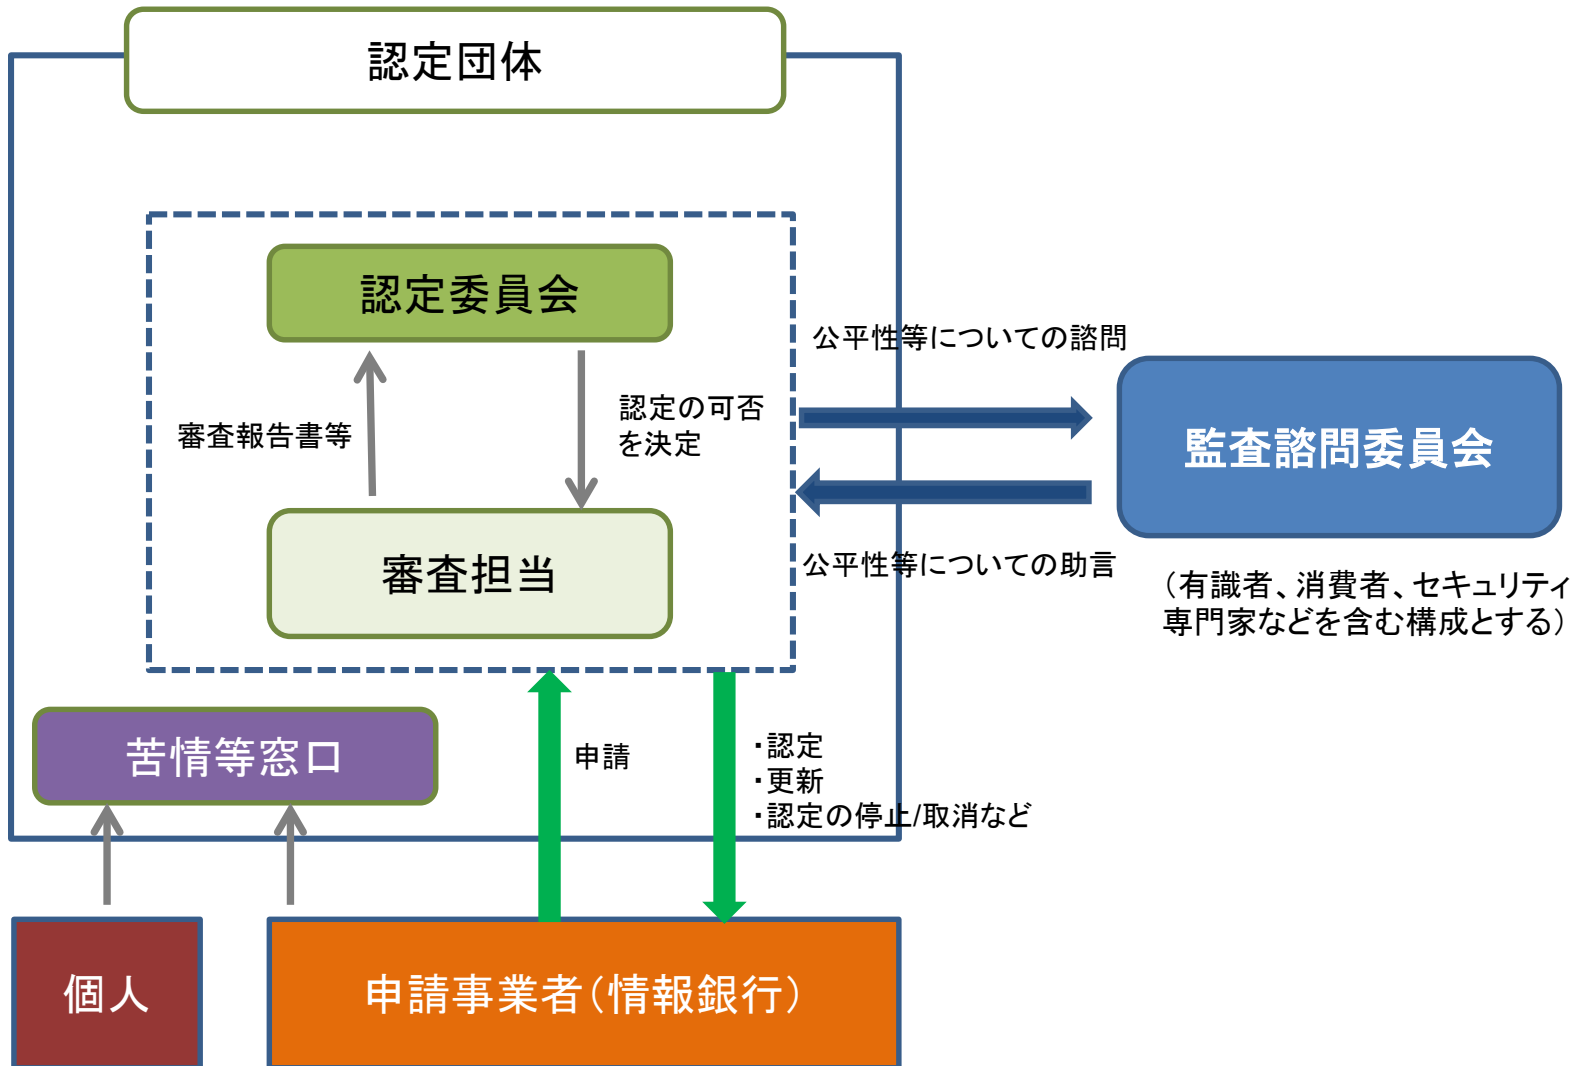 認定団体
認定委員会
公平性等についての諮問
審査報告書等
認定の可否
を決定
監査諮問委員会
審査担当
公平性等についての助言
（有識者、消費者、セキュリティ
専門家などを含む構成とする）
苦情等窓口
申請
・認定
・更新
・認定の停止/取消など
個人
申請事業者（情報銀行）